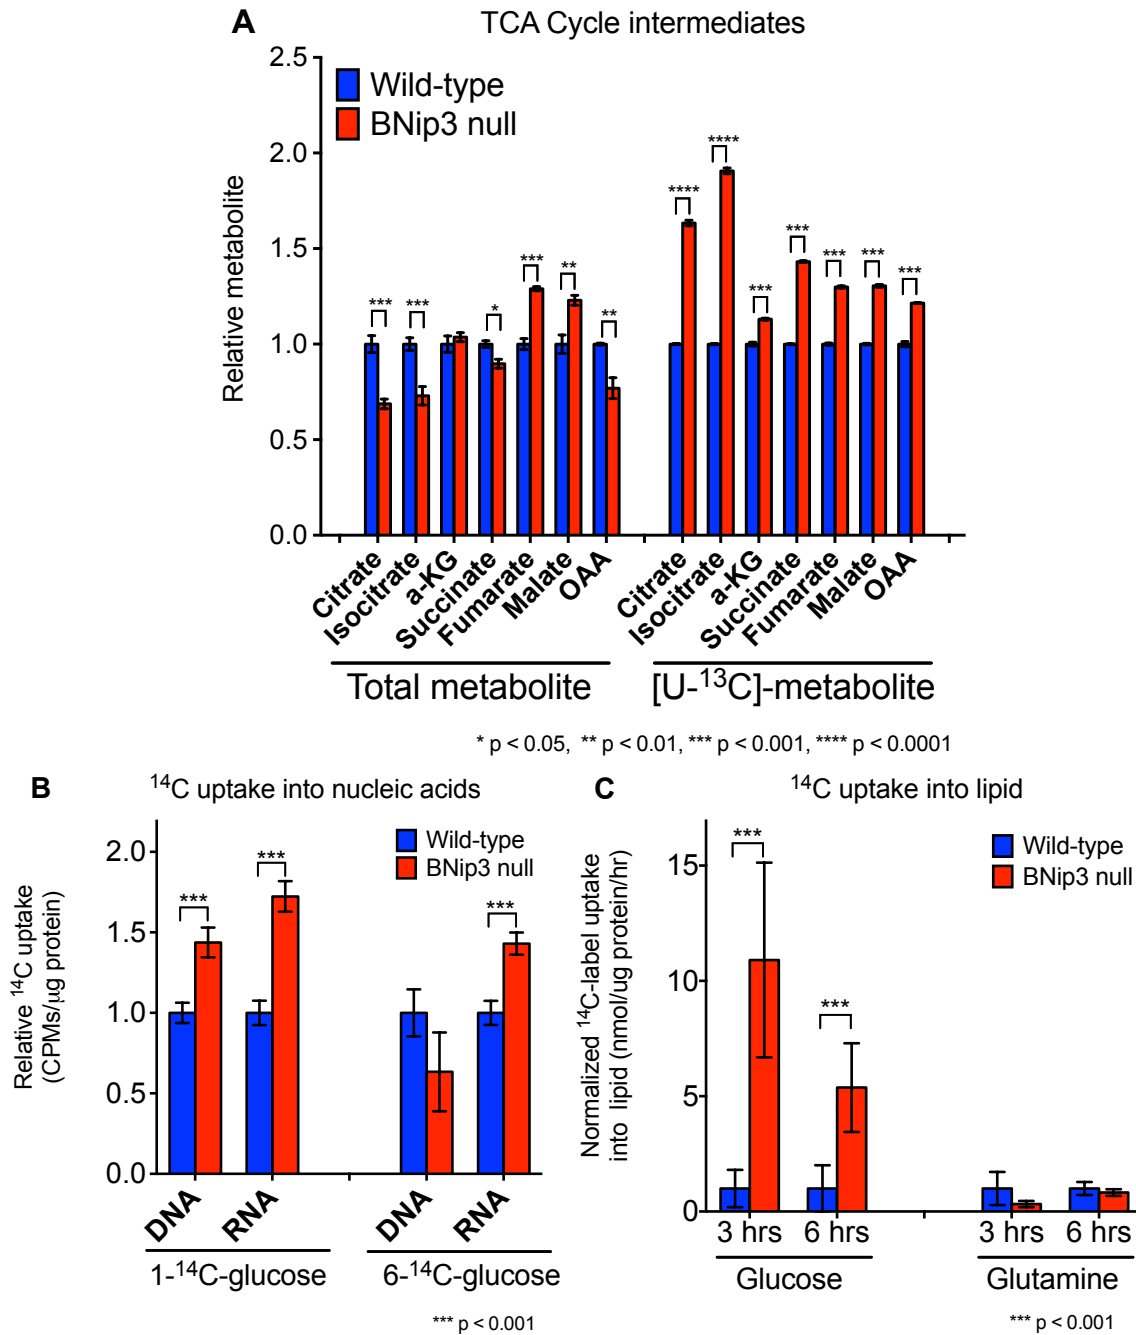 A
TCA Cycle intermediates
2.5
2.0
1.5
1.0
0.5
0.0
Relative metabolite
Wild-type
BNip3 null
*** *** * *** ** ** **** **** *** *** *** *** ***
Citrate Isocitrate a-KG Succinate Fumarate Malate OAA Citrate Isocitrate a-KG Succinate Fumarate Malate OAA
Total metabolite [U-¹³C]-metabolite
* p < 0.05, ** p < 0.01, *** p < 0.001, **** p < 0.0001
B
¹⁴C uptake into nucleic acids
2.0
1.5
1.0
0.5
0.0
Relative ¹⁴C uptake
(CPMs/μg protein)
Wild-type
BNip3 null
*** *** ***
DNA RNA DNA RNA
1-¹⁴C-glucose 6-¹⁴C-glucose
*** p < 0.001
C
¹⁴C uptake into lipid
15
10
5
0
Normalized ¹⁴C-label uptake
into lipid (nmol/ug protein/hr)
Wild-type
BNip3 null
*** ***
3 hrs 6 hrs 3 hrs 6 hrs
Glucose Glutamine
*** p < 0.001